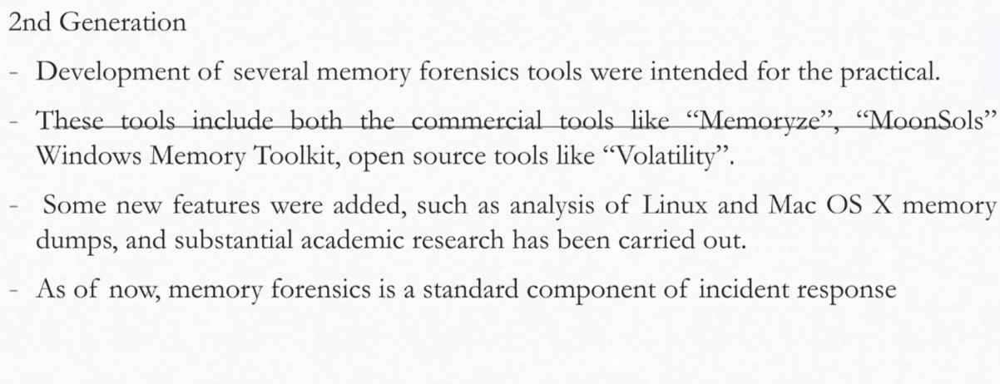 2nd Generation
- Development of several memory forensics tools were intended for the practical.
- These tools include both the commercial tools like “Memoryze”, “MoonSols”
Windows Memory Toolkit, open source tools like “Volatility”.
- Some new features were added, such as analysis of Linux and Mac OS X memory
dumps, and substantial academic research has been carried out.
- As of now, memory forensics is a standard component of incident response